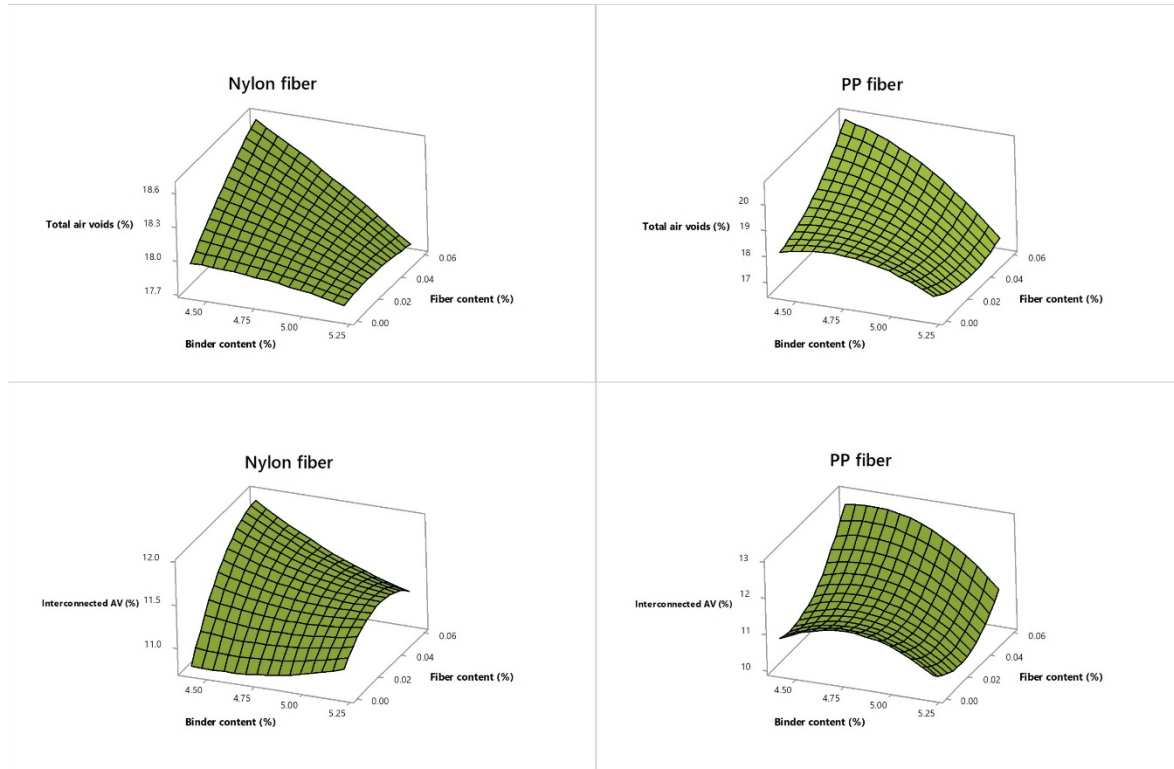 Nylon fiber
18.6
18.3
Total air voids (%)
18.0
17.7
4.50
4.75
5.00
5.25
Binder content (%)
0.06
0.04
0.02
0.00
Fiber content (%)
PP fiber
20
19
Total air voids (%)
18
17
4.50
4.75
5.00
5.25
Binder content (%)
0.06
0.04
0.02
0.00
Fiber content (%)
Nylon fiber
12.0
11.5
Interconnected AV (%)
11.0
4.50
4.75
5.00
5.25
Binder content (%)
0.06
0.04
0.02
0.00
Fiber content (%)
PP fiber
13
12
Interconnected AV (%)
11
10
4.50
4.75
5.00
5.25
Binder content (%)
0.06
0.04
0.02
0.00
Fiber content (%)